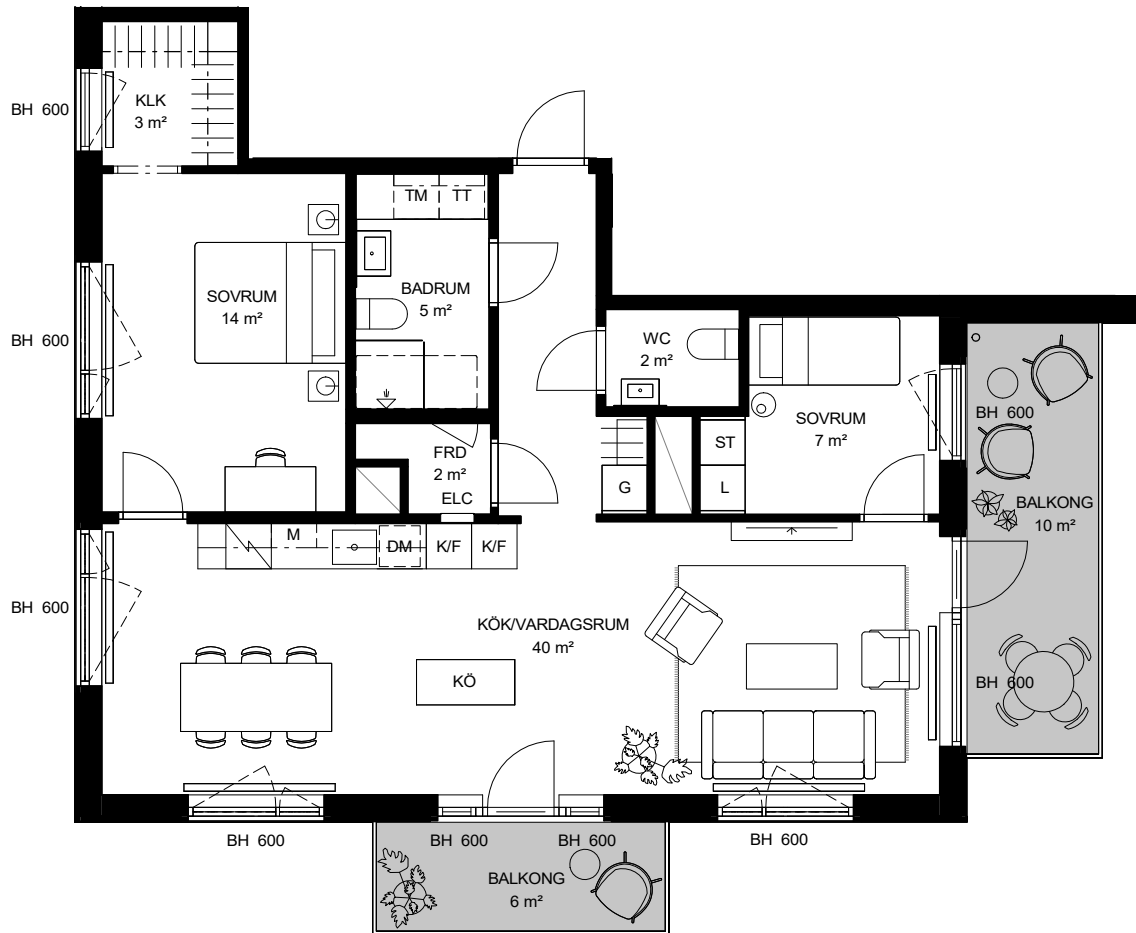 KLK
3 m²
BH 600
TM
TT
SOVRUM
14 m²
BADRUM
5 m²
BH 600
WC
2 m²
BH 600
SOVRUM
7 m²
ST
FRD
2 m²
ELC
G
L
BALKONG
10 m²
M
DM
K/F
K/F
BH 600
KÖK/VARDAGSRUM
40 m²
KÖ
BH 600
BH 600
BH 600
BH 600
BH 600
BALKONG
6 m²